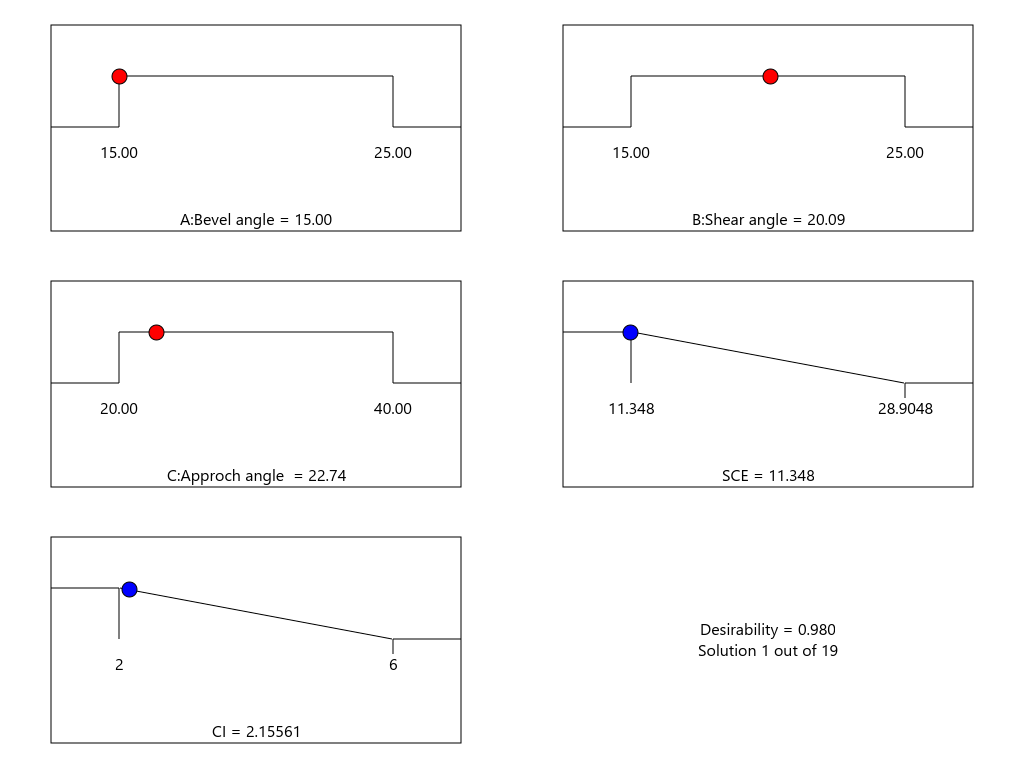 15.00
25.00
A:Bevel angle = 15.00
15.00
25.00
B:Shear angle = 20.09
20.00
40.00
C:Approch angle  = 22.74
11.348
28.9048
SCE = 11.348
2
6
CI = 2.15561
Desirability = 0.980
Solution 1 out of 19